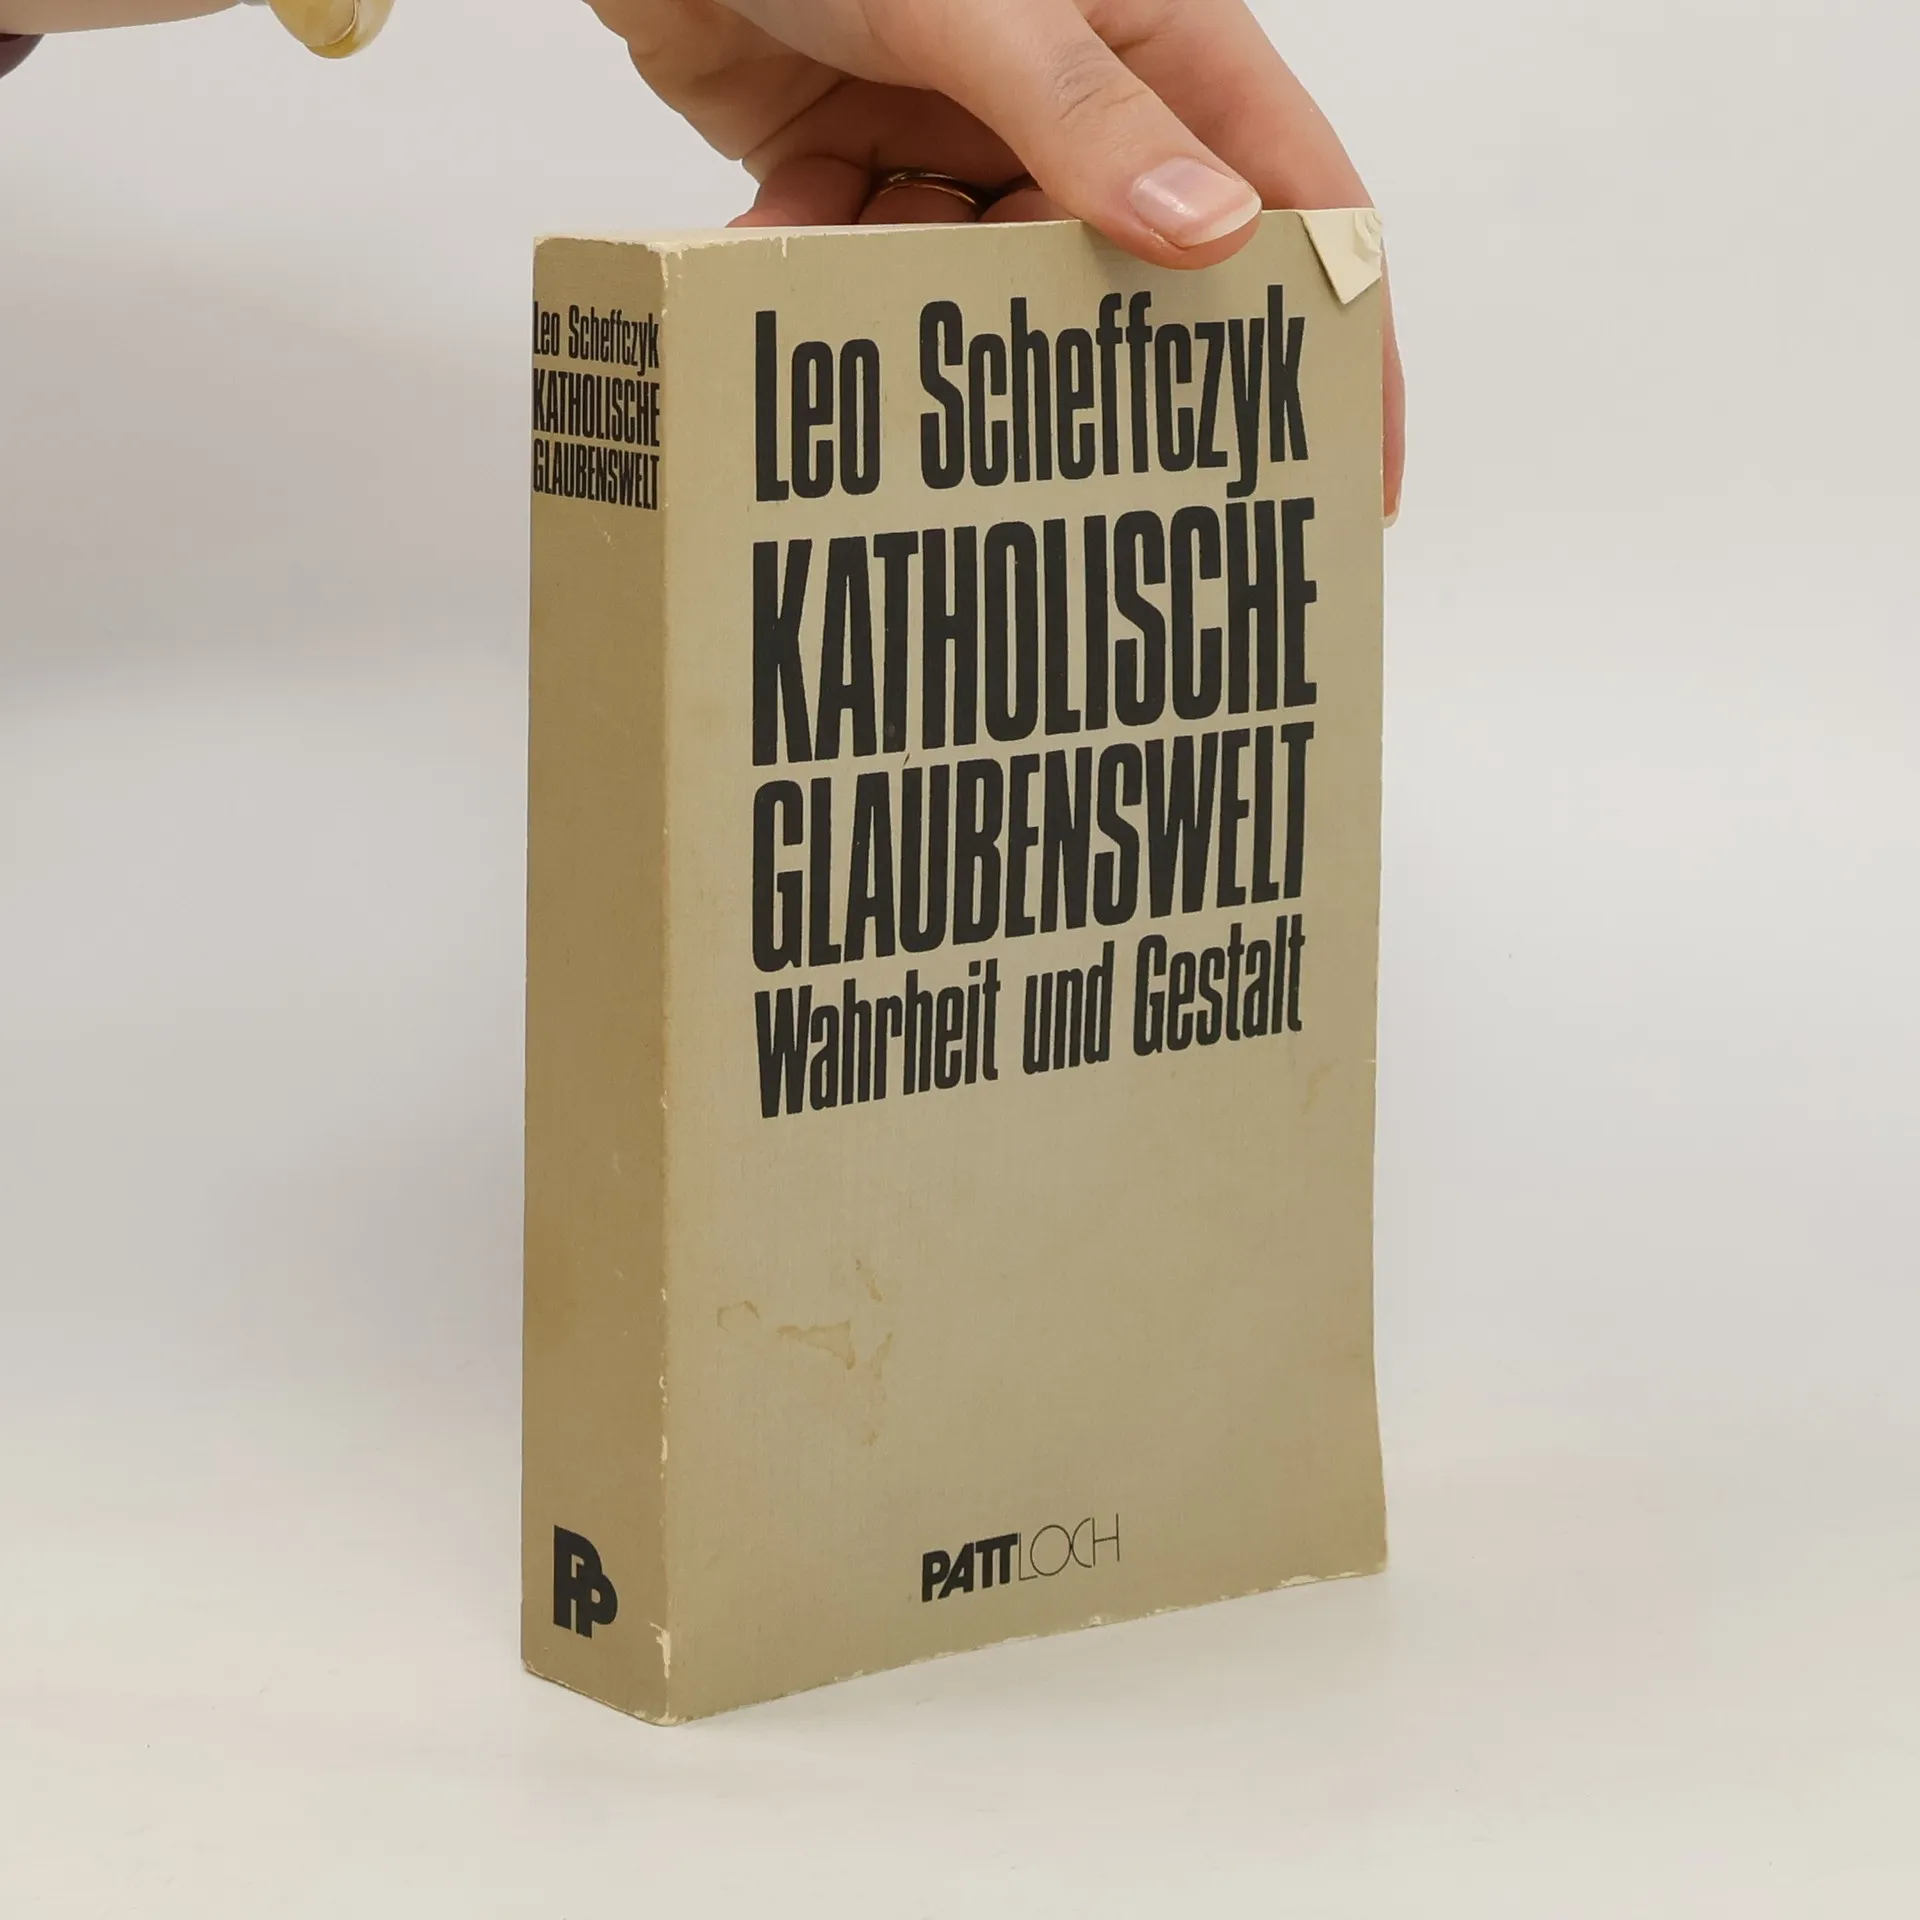 Leo Scheffczyk
KATHOLISCHE
GLAUBENSWELT
Leo Scheffczyk
KATHOLISCHE
GLAUBENSWELT
Wahrheit und Gestalt
PATTLOCH